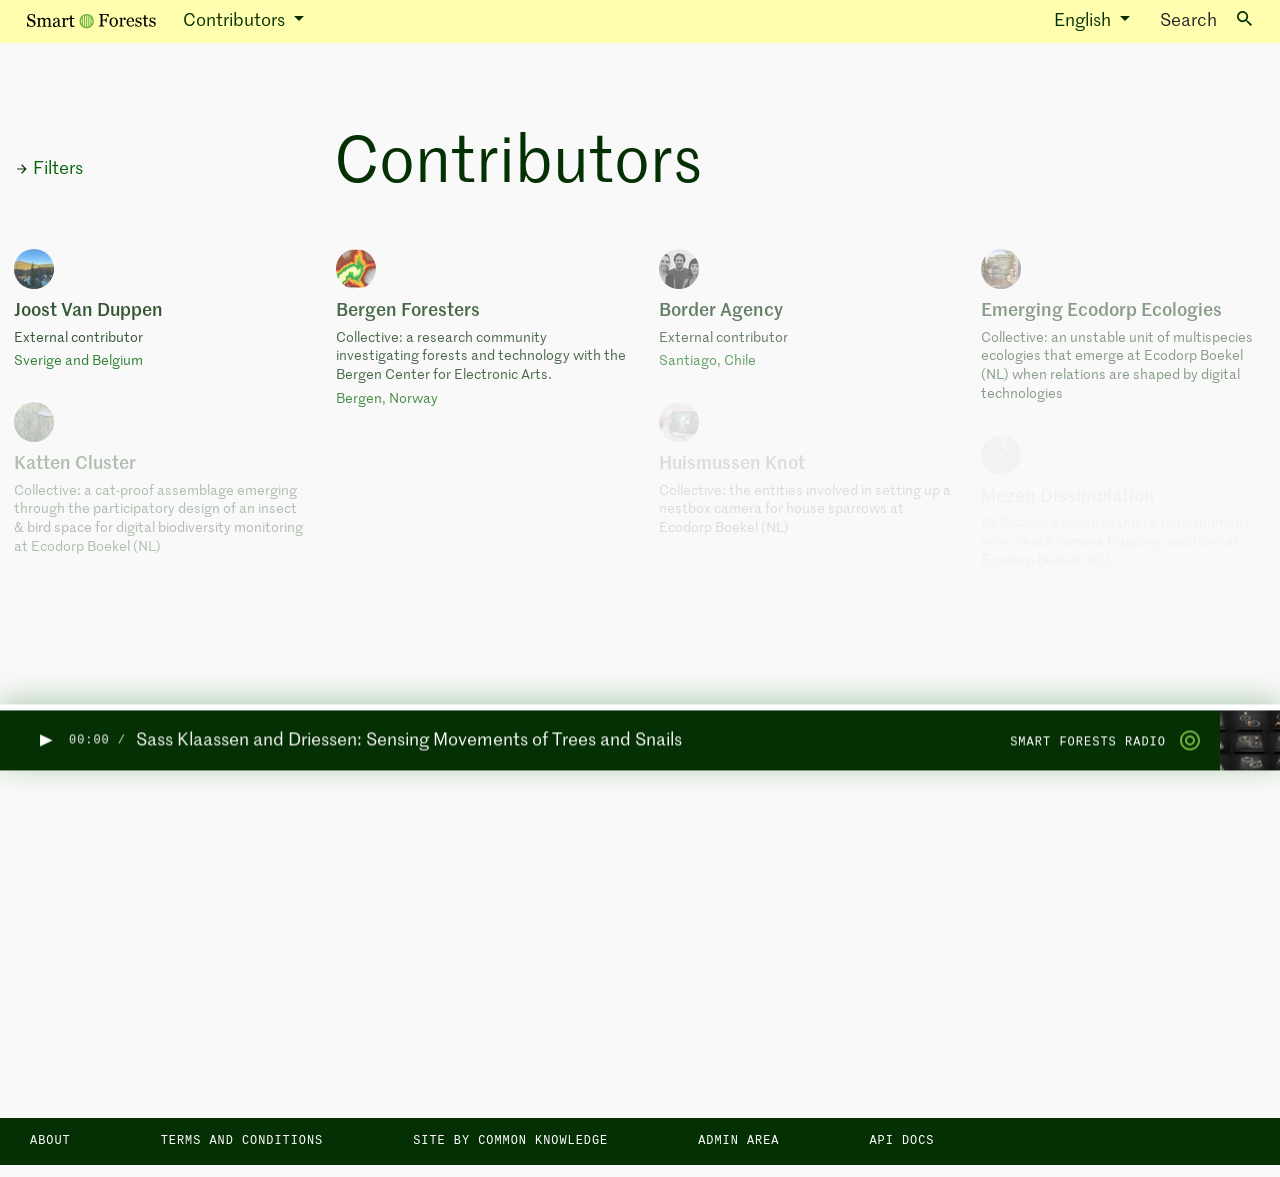 Smart Forests
Contributors
English
Search
Filters
Contributors
Joost Van Duppen
External contributor
Sverige and Belgium
Bergen Foresters
Collective: a research community
investigating forests and technology with the
Bergen Center for Electronic Arts.
Bergen, Norway
Border Agency
External contributor
Santiago, Chile
Emerging Ecodorp Ecologies
Collective: an unstable unit of multispecies
ecologies that emerge at Ecodorp Boekel
(NL) when relations are shaped by digital
technologies
Katten Cluster
Collective: a cat-proof assemblage emerging
through the participatory design of an insect
& bird space for digital biodiversity monitoring
at Ecodorp Boekel (NL)
Huismussen Knot
Collective: the entities involved in setting up a
nestbox camera for house sparrows at
Ecodorp Boekel (NL)
Mezen Dissimulation
Collective: a group of (more-than-)humans
who create camera trapping practices at
Ecodorp Boekel (NL)
00:00 /
Sass Klaassen and Driessen: Sensing Movements of Trees and Snails
SMART FORESTS RADIO
ABOUT
TERMS AND CONDITIONS
SITE BY COMMON KNOWLEDGE
ADMIN AREA
API DOCS